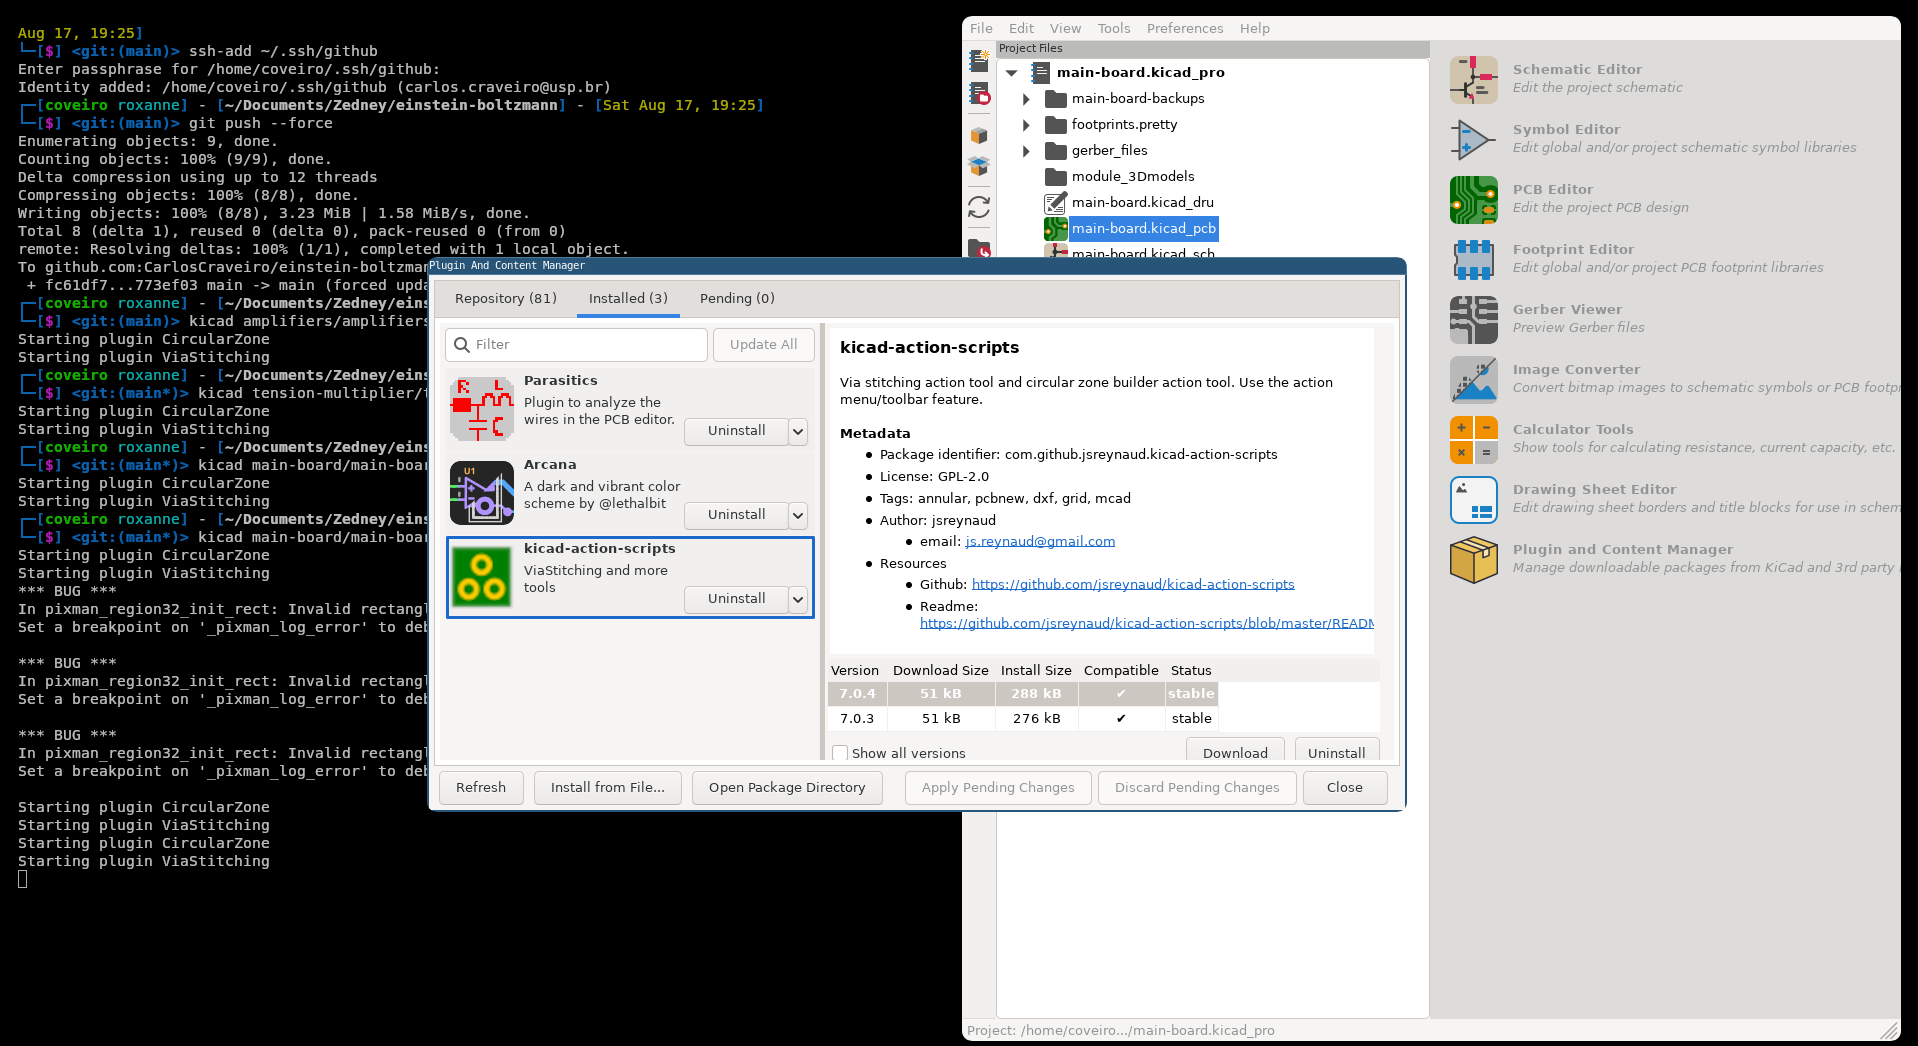 Aug 17, 19:25]
└─[$] <git:(main)> ssh-add ~/.ssh/github
Enter passphrase for /home/coveiro/.ssh/github:
Identity added: /home/coveiro/.ssh/github (carlos.craveiro@usp.br)
┌─[coveiro roxanne] - [~/Documents/Zedney/einstein-boltzmann] - [Sat Aug 17, 19:25]
└─[$] <git:(main)> git push --force
Enumerating objects: 9, done.
Counting objects: 100% (9/9), done.
Delta compression using up to 12 threads
Compressing objects: 100% (8/8), done.
Writing objects: 100% (8/8), 3.23 MiB | 1.58 MiB/s, done.
Total 8 (delta 1), reused 0 (delta 0), pack-reused 0 (from 0)
remote: Resolving deltas: 100% (1/1), completed with 1 local object.
To github.com:CarlosCraveiro/einstein-boltzmar
+ fc61df7...773ef03 main -> main (forced upda
┌─[coveiro roxanne] - [~/Documents/Zedney/eins
└─[$] <git:(main)> kicad amplifiers/amplifiers
Starting plugin CircularZone
Starting plugin ViaStitching
┌─[coveiro roxanne] - [~/Documents/Zedney/eins
└─[$] <git:(main*)> kicad tension-multiplier/t
Starting plugin CircularZone
Starting plugin ViaStitching
┌─[coveiro roxanne] - [~/Documents/Zedney/eins
└─[$] <git:(main*)> kicad main-board/main-boar
Starting plugin CircularZone
Starting plugin ViaStitching
┌─[coveiro roxanne] - [~/Documents/Zedney/eins
└─[$] <git:(main*)> kicad main-board/main-boar
Starting plugin CircularZone
Starting plugin ViaStitching
*** BUG ***
In pixman_region32_init_rect: Invalid rectangl
Set a breakpoint on '_pixman_log_error' to deb
*** BUG ***
In pixman_region32_init_rect: Invalid rectangl
Set a breakpoint on '_pixman_log_error' to deb
*** BUG ***
In pixman_region32_init_rect: Invalid rectangl
Set a breakpoint on '_pixman_log_error' to deb
Starting plugin CircularZone
Starting plugin ViaStitching
Starting plugin CircularZone
Starting plugin ViaStitching
File Edit View Tools Preferences Help
Project Files
main-board.kicad_pro
main-board-backups
footprints.pretty
gerber_files
module_3Dmodels
main-board.kicad_dru
main-board.kicad_pcb
main-board.kicad_sch
Schematic Editor
Edit the project schematic
Symbol Editor
Edit global and/or project schematic symbol libraries
PCB Editor
Edit the project PCB design
Footprint Editor
Edit global and/or project PCB footprint libraries
Gerber Viewer
Preview Gerber files
Image Converter
Convert bitmap images to schematic symbols or PCB footpr
Calculator Tools
Show tools for calculating resistance, current capacity, etc.
Drawing Sheet Editor
Edit drawing sheet borders and title blocks for use in schem
Plugin and Content Manager
Manage downloadable packages from KiCad and 3rd party
Project: /home/coveiro.../main-board.kicad_pro
Plugin And Content Manager
Repository (81) Installed (3) Pending (0)
Filter Update All
R L C
Parasitics
Plugin to analyze the
wires in the PCB editor.
Uninstall
U1
Arcana
A dark and vibrant color
scheme by @lethalbit
Uninstall
kicad-action-scripts
ViaStitching and more
tools
Uninstall
kicad-action-scripts
Via stitching action tool and circular zone builder action tool. Use the action
menu/toolbar feature.
Metadata
● Package identifier: com.github.jsreynaud.kicad-action-scripts
● License: GPL-2.0
● Tags: annular, pcbnew, dxf, grid, mcad
● Author: jsreynaud
● email: js.reynaud@gmail.com
● Resources
● Github: https://github.com/jsreynaud/kicad-action-scripts
● Readme:
https://github.com/jsreynaud/kicad-action-scripts/blob/master/READM
Version Download Size Install Size Compatible Status
7.0.4 51 kB 288 kB ✔ stable
7.0.3 51 kB 276 kB ✔ stable
Show all versions Download Uninstall
Refresh Install from File... Open Package Directory Apply Pending Changes Discard Pending Changes Close